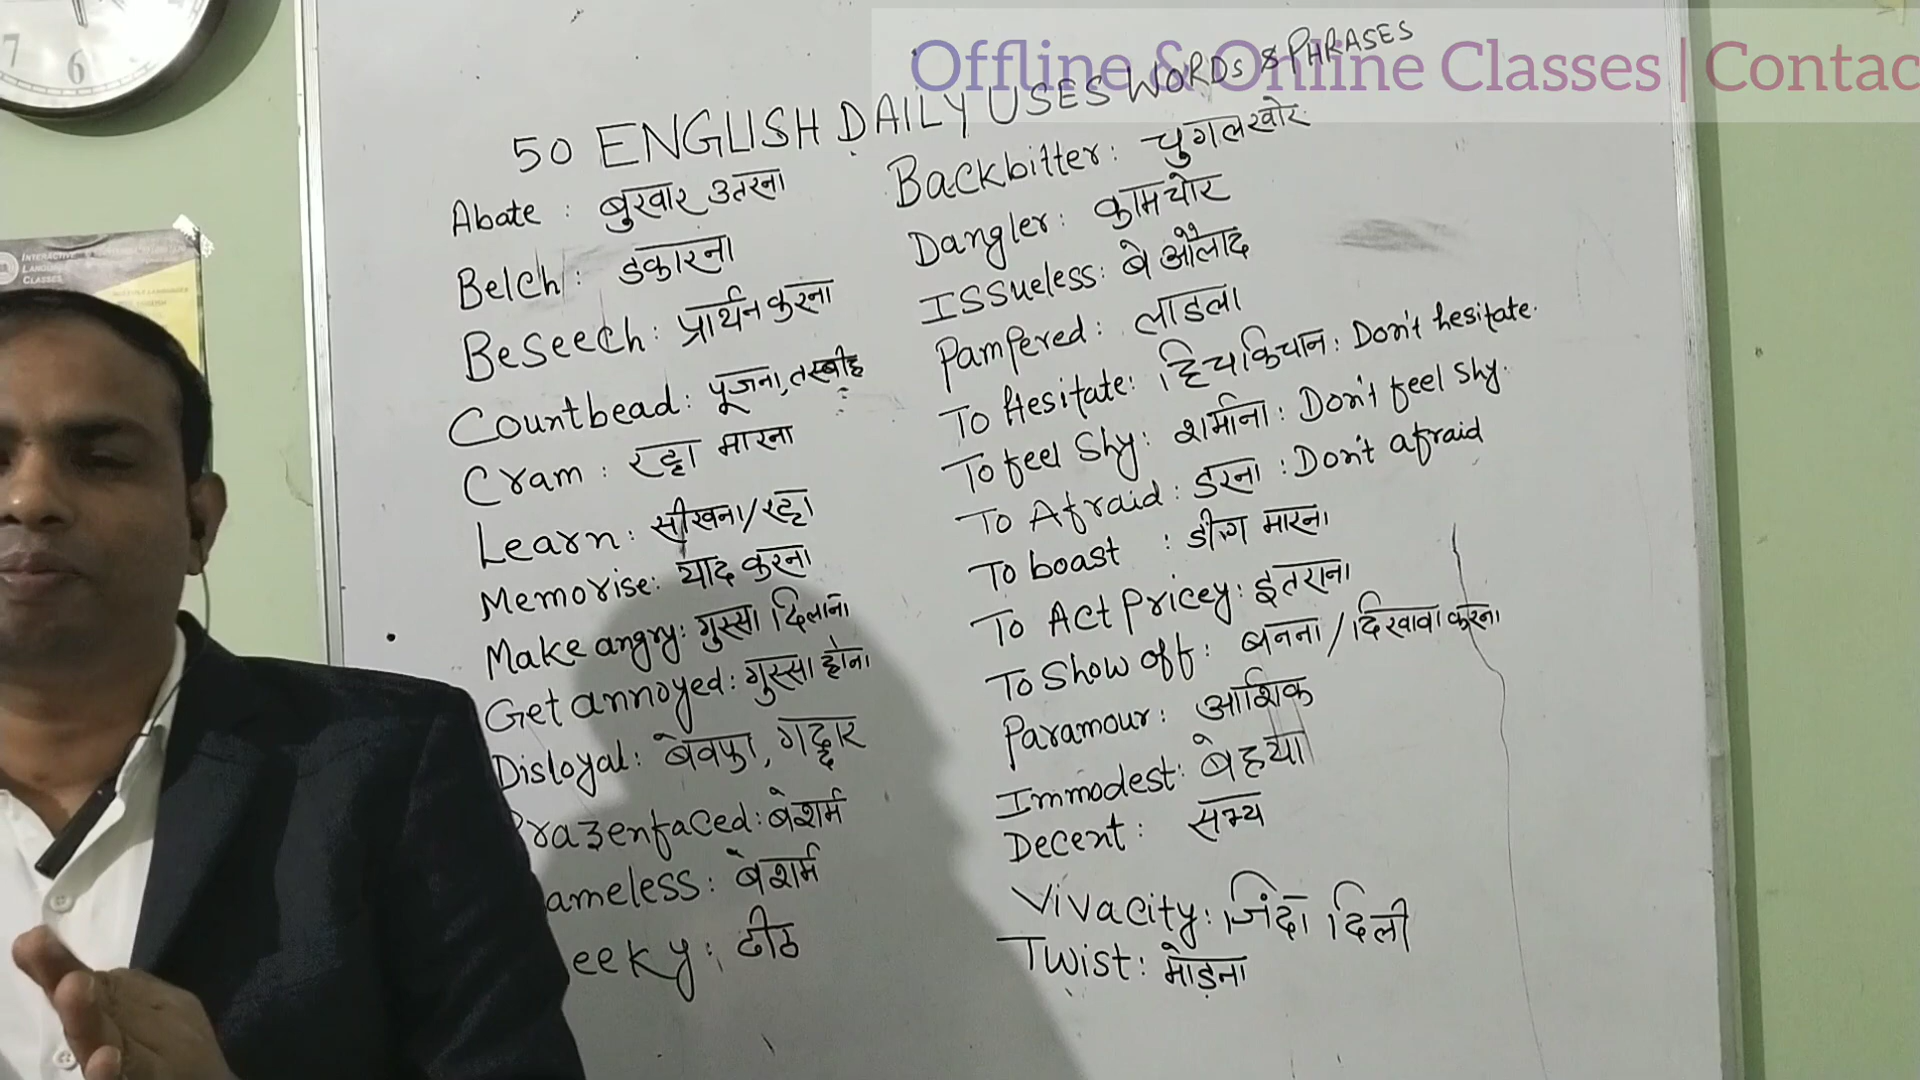 Offline & Online Classes | Contac
50 ENGLISH DAILY USES WORDS & PHRASES
Abate : बुखार उतरना
Belch : डकारना
Beseech : प्रार्थन करना
Countbead : पूजना, तस्बीह
Cram : रट्टा मारना
Learn : सीखना/रट्टा
Memorise : याद करना
Make angry : गुस्सा दिलाना
Get annoyed : गुस्सा होना
Disloyal : बेवफा, गद्दार
razenfaced : बेशर्म
ameless : बेशर्म
eeky : ढीठ
Backbitter : चुगलखोर
Dangler : कामचोर
Issueless : बे औलाद
Pampered : लाडला
To Hesitate : हिचकिचान : Don't hesitate.
To feel Shy : शर्माना : Don't feel Shy.
To Afraid : डरना : Don't afraid
To boast : डींग मारना
To Act Pricey : इतराना
To Show off : बनना / दिखावा करना
Paramour : आशिक
Immodest : बेहया
Decent : सभ्य
Vivacity : जिंदा दिली
Twist : मोड़ना
7 6
INTERACTIVE
CLASSES